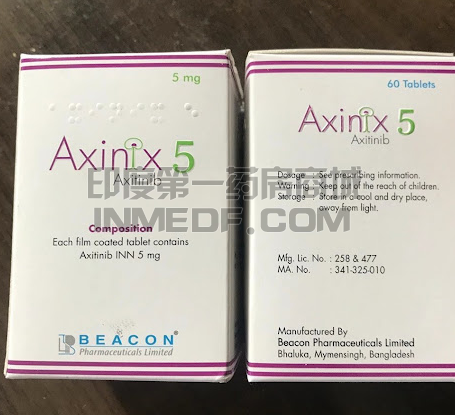 5 mg
Axinix 5
Axitinib
Composition
Each film coated tablet contains
Axitinib INN 5 mg
BEACON®
Pharmaceuticals Limited
60 Tablets
Axinix 5
Axitinib
Dosage : See prescribing information.
Warning : Keep out of the reach of children.
Storage : Store in a cool and dry place,
away from light.
Mfg. Lic. No. : 258 & 477
MA. No. : 341-325-010
Manufactured By
Beacon Pharmaceuticals Limited
Bhaluka, Mymensingh, Bangladesh
印度第一药房商城
INMEDF.COM